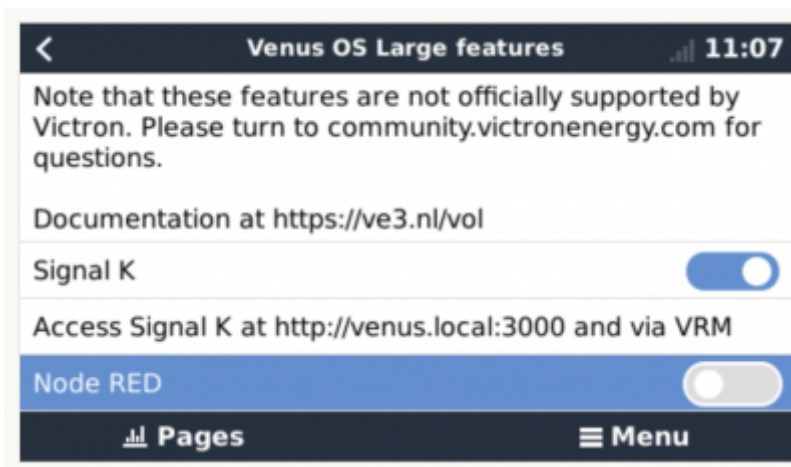 Venus OS Large features 11:07
Note that these features are not officially supported by
Victron. Please turn to community.victronenergy.com for
questions.
Documentation at https://ve3.nl/vol
Signal K
Access Signal K at http://venus.local:3000 and via VRM
Node RED
Pages Menu